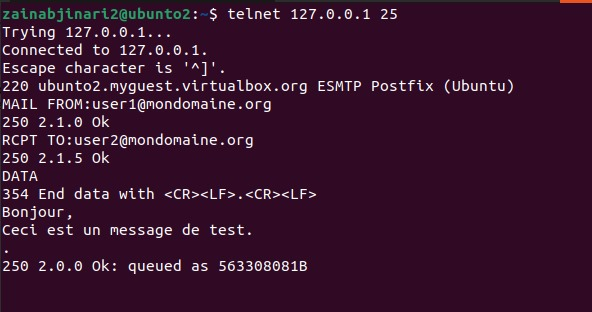 zainabjinari2@ubunto2:~$ telnet 127.0.0.1 25
Trying 127.0.0.1...
Connected to 127.0.0.1.
Escape character is '^]'.
220 ubunto2.myguest.virtualbox.org ESMTP Postfix (Ubuntu)
MAIL FROM:user1@mondomaine.org
250 2.1.0 Ok
RCPT TO:user2@mondomaine.org
250 2.1.5 Ok
DATA
354 End data with <CR><LF>.<CR><LF>
Bonjour,
Ceci est un message de test.
.
250 2.0.0 Ok: queued as 563308081B